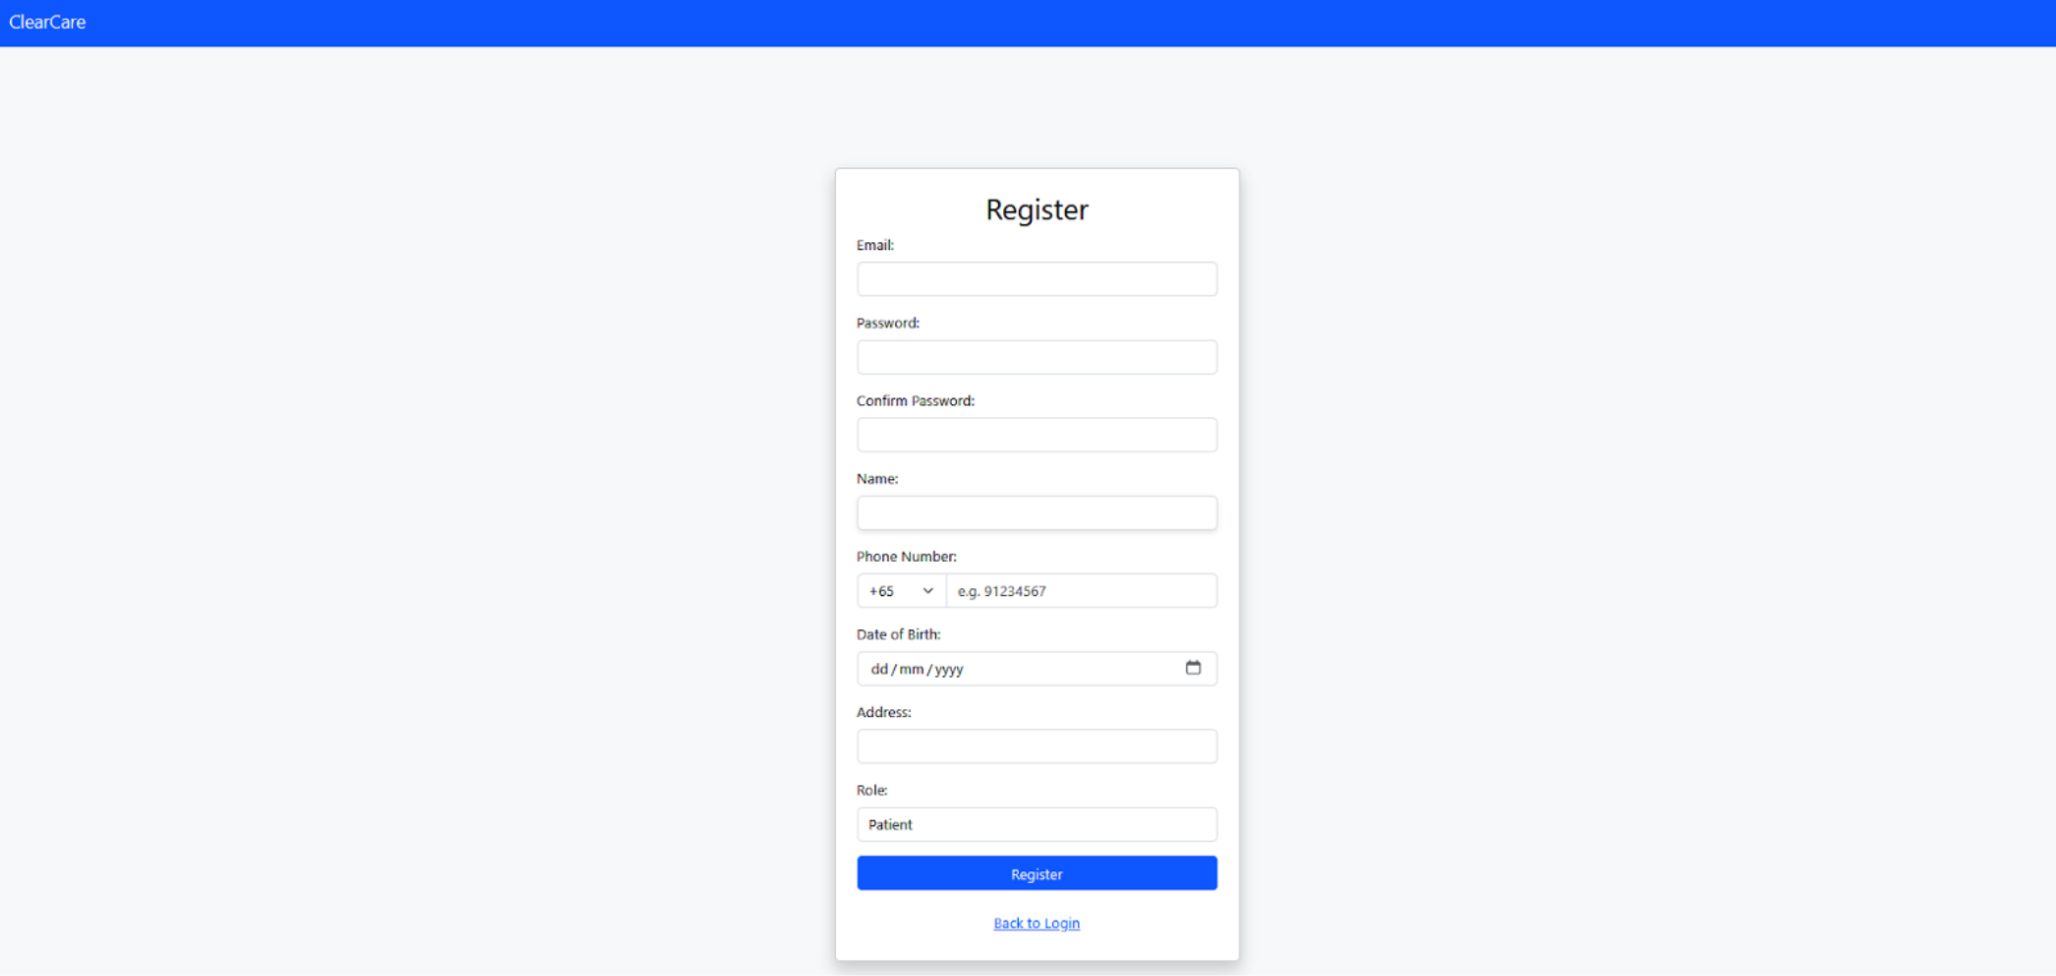 ClearCare
Register
Email:
Password:
Confirm Password:
Name:
Phone Number:
+65 e.g. 91234567
Date of Birth:
dd/mm/yyyy
Address:
Role:
Patient
Register
Back to Login